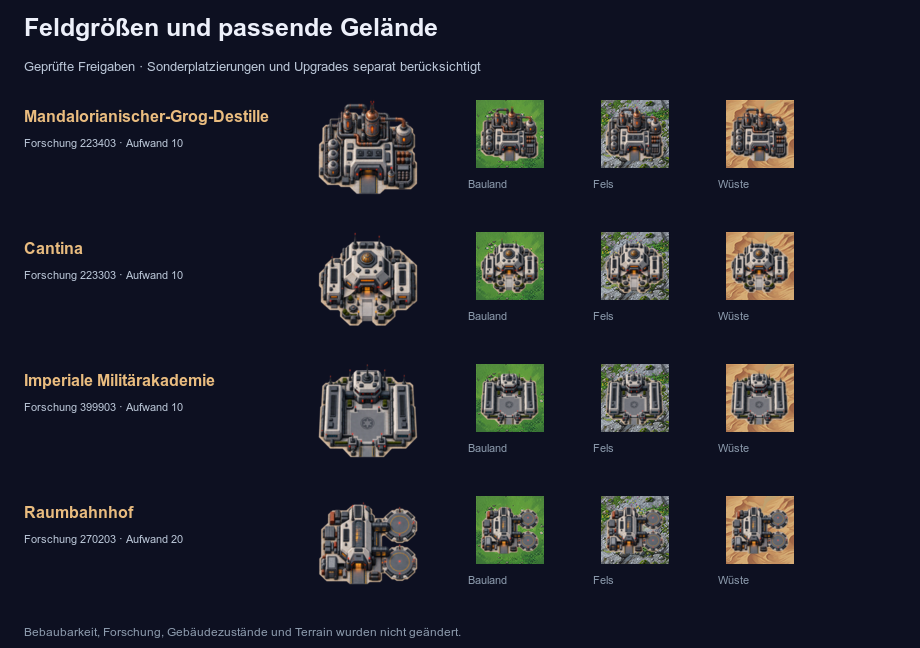 Feldgrößen und passende Gelände
Geprüfte Freigaben · Sonderplatzierungen und Upgrades separat berücksichtigt
Mandalorianischer-Grog-Destille
Forschung 223403 · Aufwand 10
Bauland
Fels
Wüste
Cantina
Forschung 223303 · Aufwand 10
Bauland
Fels
Wüste
Imperiale Militärakademie
Forschung 399903 · Aufwand 10
Bauland
Fels
Wüste
Raumbahnhof
Forschung 270203 · Aufwand 20
Bauland
Fels
Wüste
Bebaubarkeit, Forschung, Gebäudezustände und Terrain wurden nicht geändert.